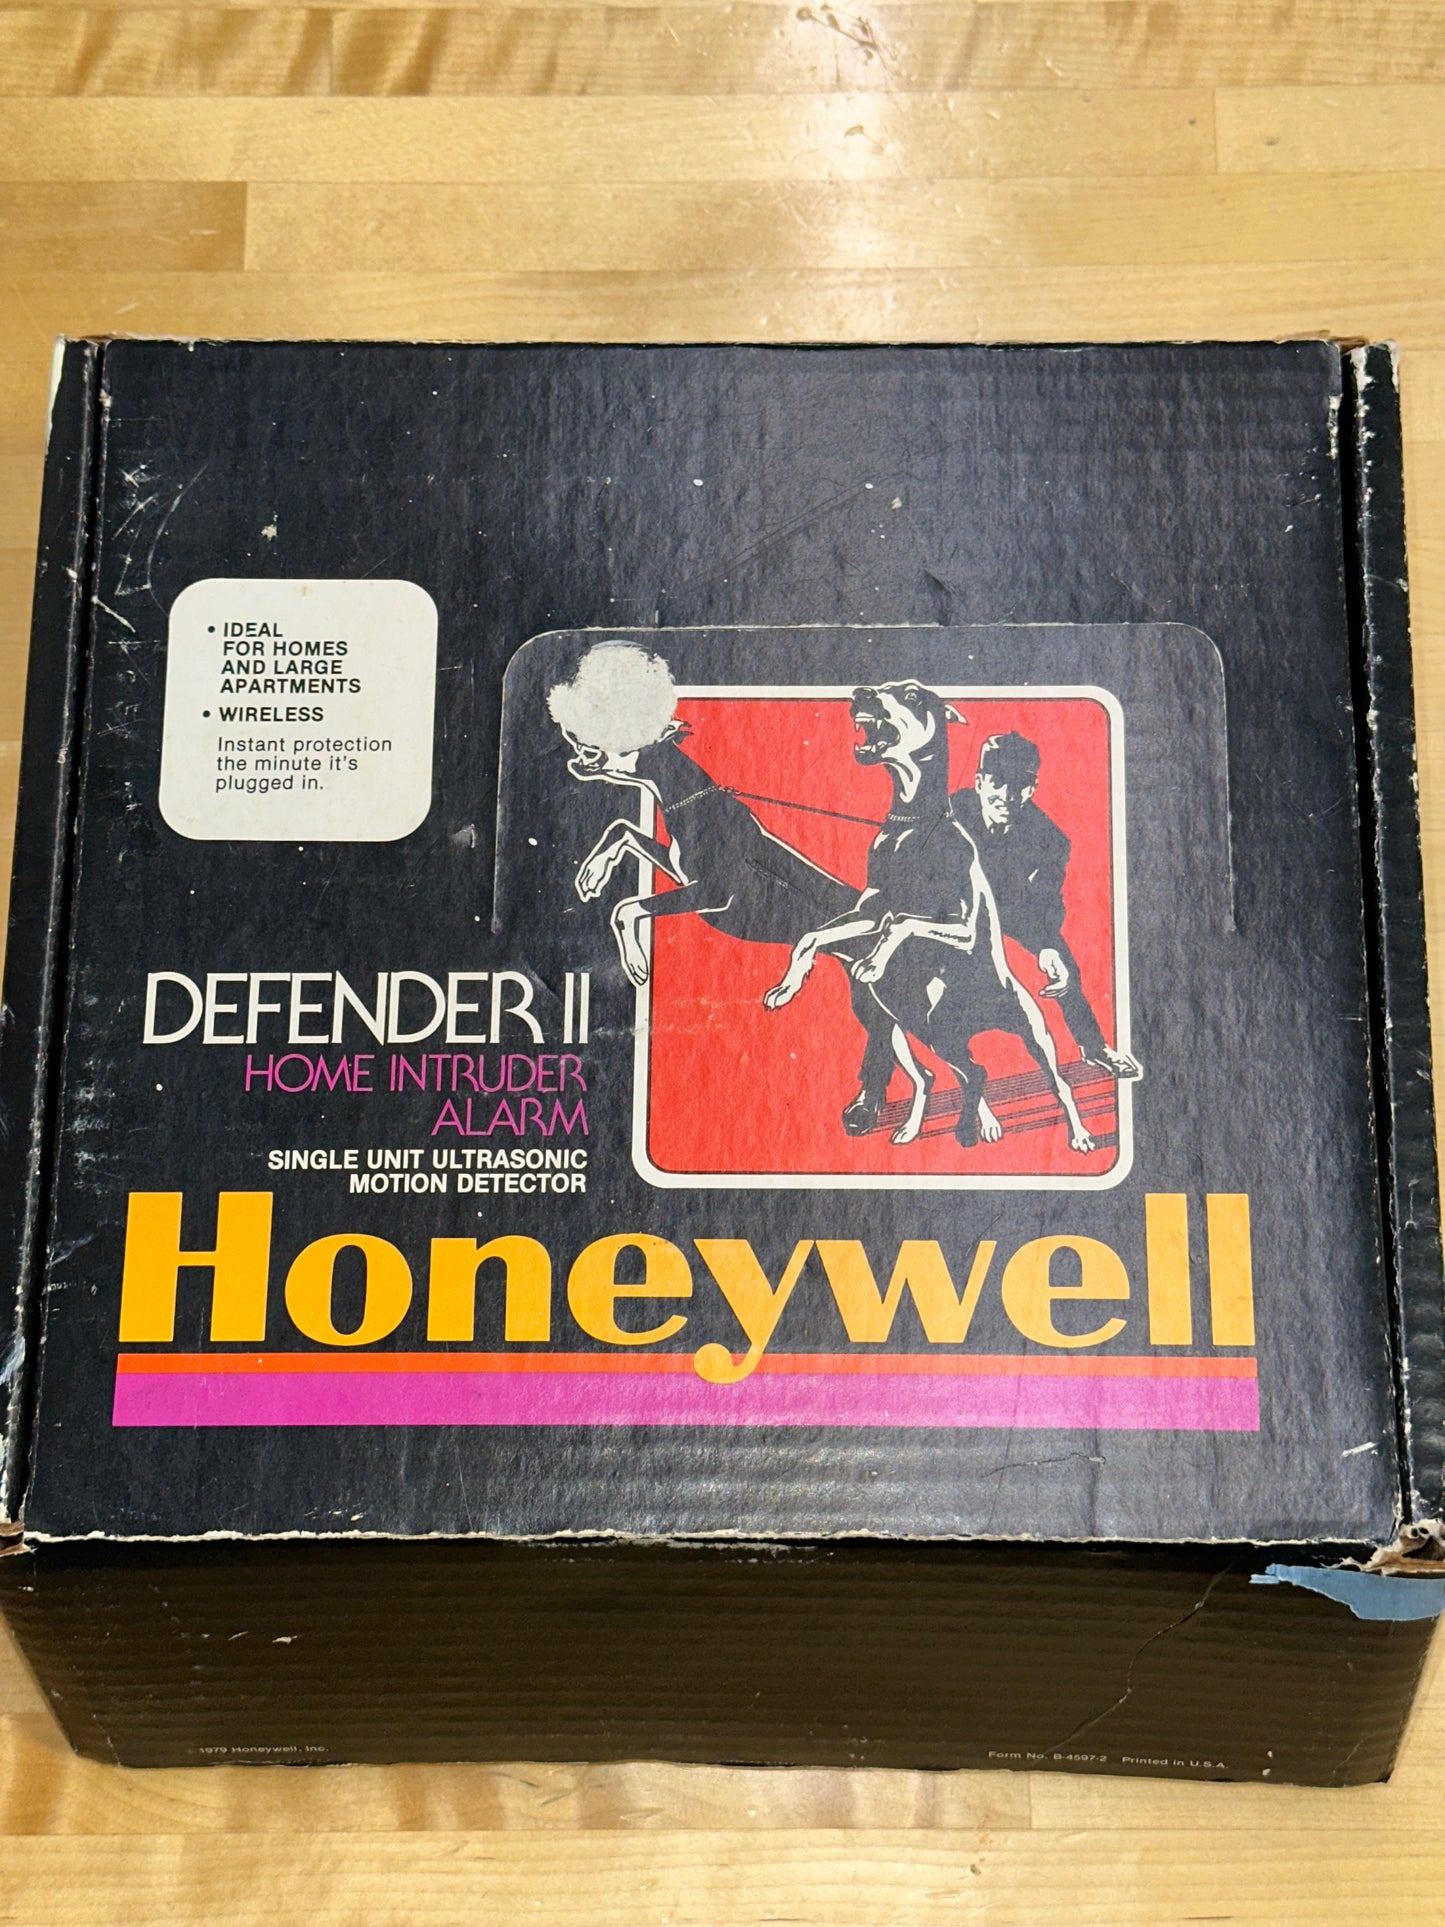 • IDEAL
FOR HOMES
AND LARGE
APARTMENTS
• WIRELESS
Instant protection
the minute it's
plugged in.
DEFENDER II
HOME INTRUDER
ALARM
SINGLE UNIT ULTRASONIC
MOTION DETECTOR
Honeywell
© 1979 Honeywell, Inc.
Form No. B-4597-2 Printed in U.S.A.